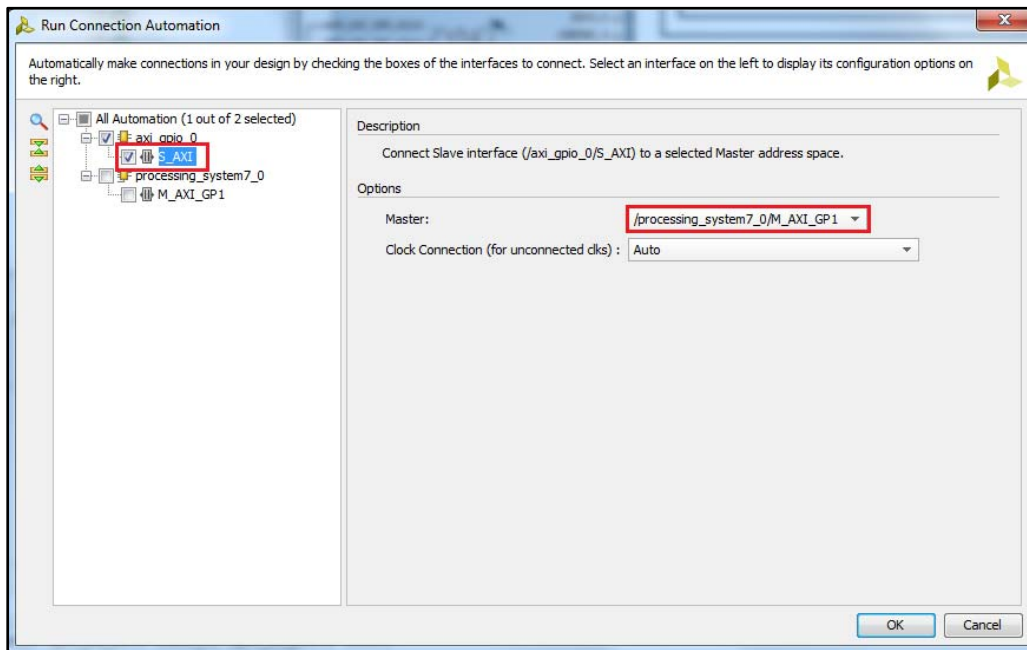 Run Connection Automation
Automatically make connections in your design by checking the boxes of the interfaces to connect. Select an interface on the left to display its configuration options on
the right.
All Automation (1 out of 2 selected)
axi_gpio_0
S_AXI
processing_system7_0
M_AXI_GP1
Description
Connect Slave interface (/axi_gpio_0/S_AXI) to a selected Master address space.
Options
Master: /processing_system7_0/M_AXI_GP1
Clock Connection (for unconnected clks) : Auto
OK Cancel